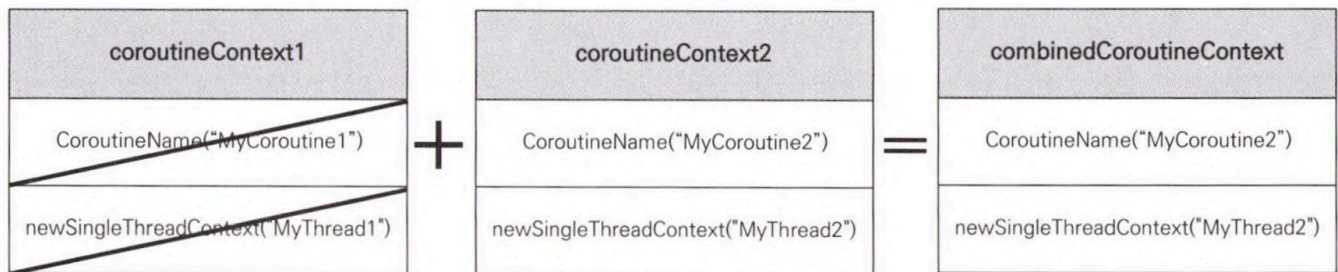 coroutineContext1
CoroutineName(“MyCoroutine1”)
newSingleThreadContext("MyThread1")
+
coroutineContext2
CoroutineName(“MyCoroutine2”)
newSingleThreadContext("MyThread2")
=
combinedCoroutineContext
CoroutineName(“MyCoroutine2”)
newSingleThreadContext("MyThread2")